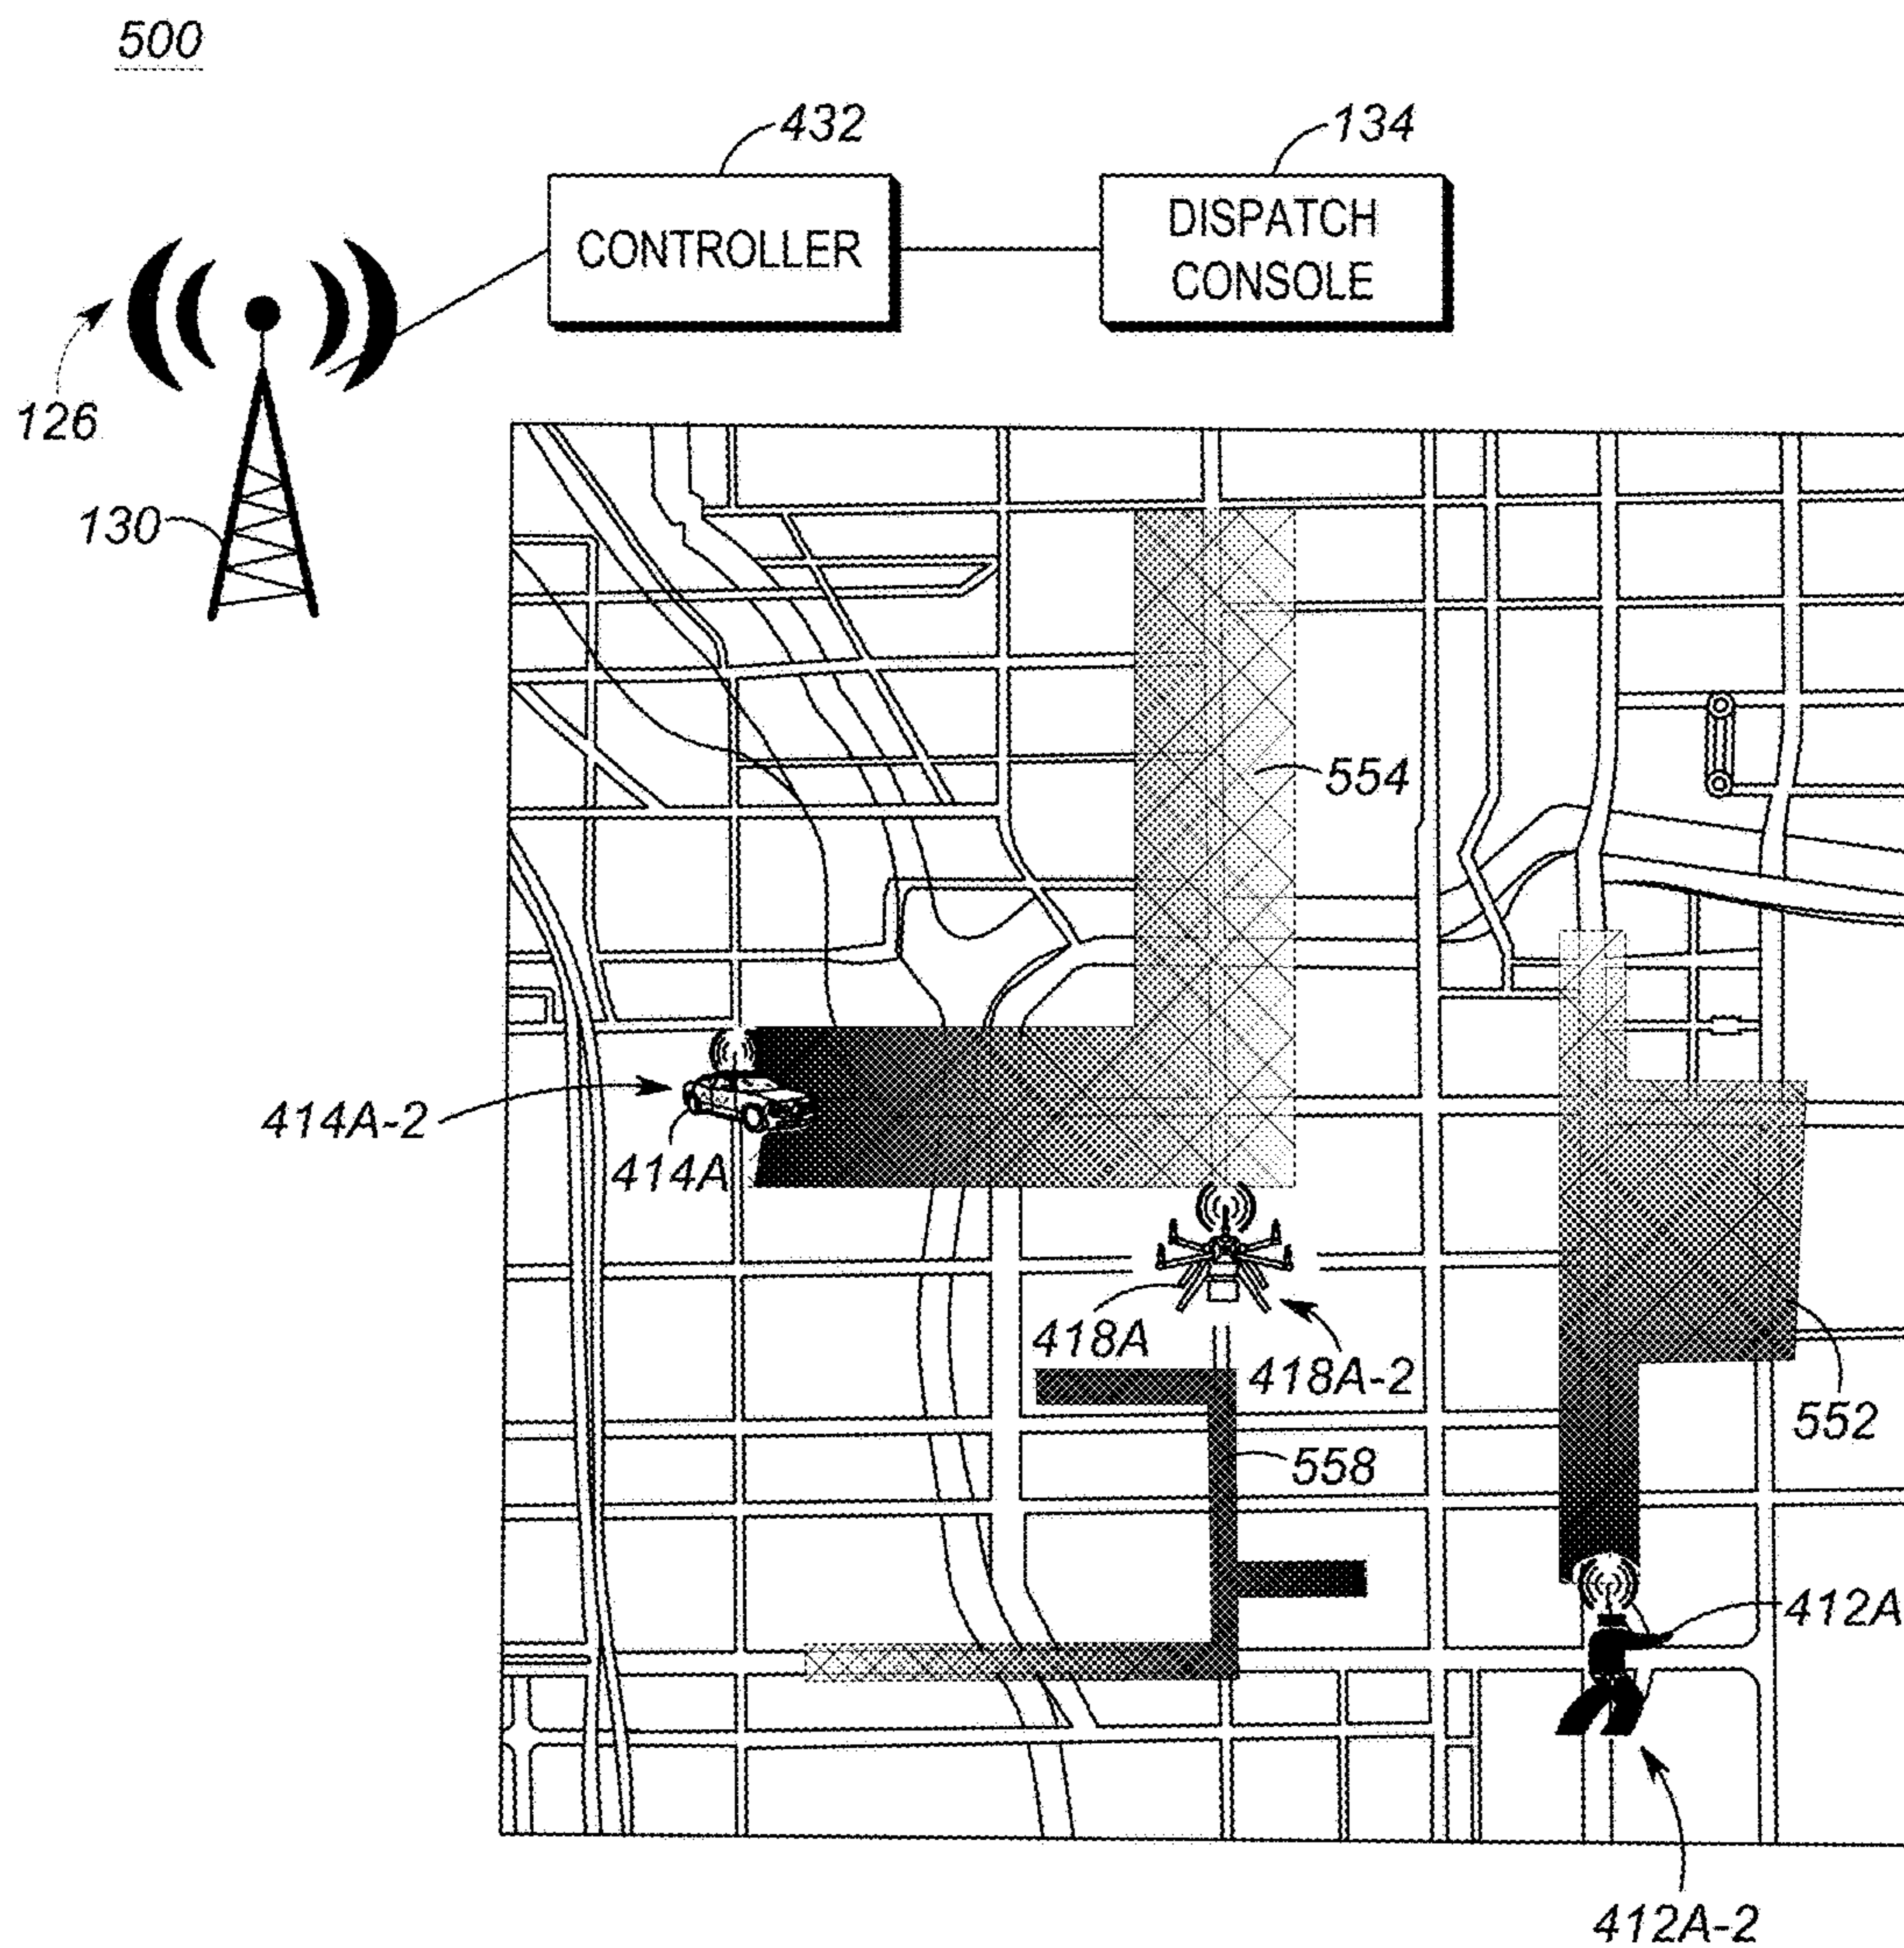 500
432
134
CONTROLLER
DISPATCH
CONSOLE
126
130
554
414A-2
414A
418A
418A-2
552
558
412A
412A-2